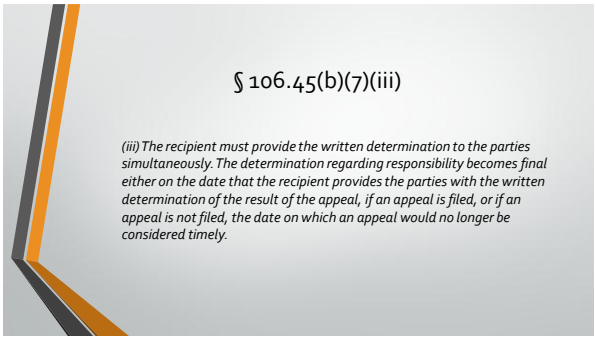 § 106.45(b)(7)(iii)
(iii) The recipient must provide the written determination to the parties
simultaneously. The determination regarding responsibility becomes final
either on the date that the recipient provides the parties with the written
determination of the result of the appeal, if an appeal is filed, or if an
appeal is not filed, the date on which an appeal would no longer be
considered timely.